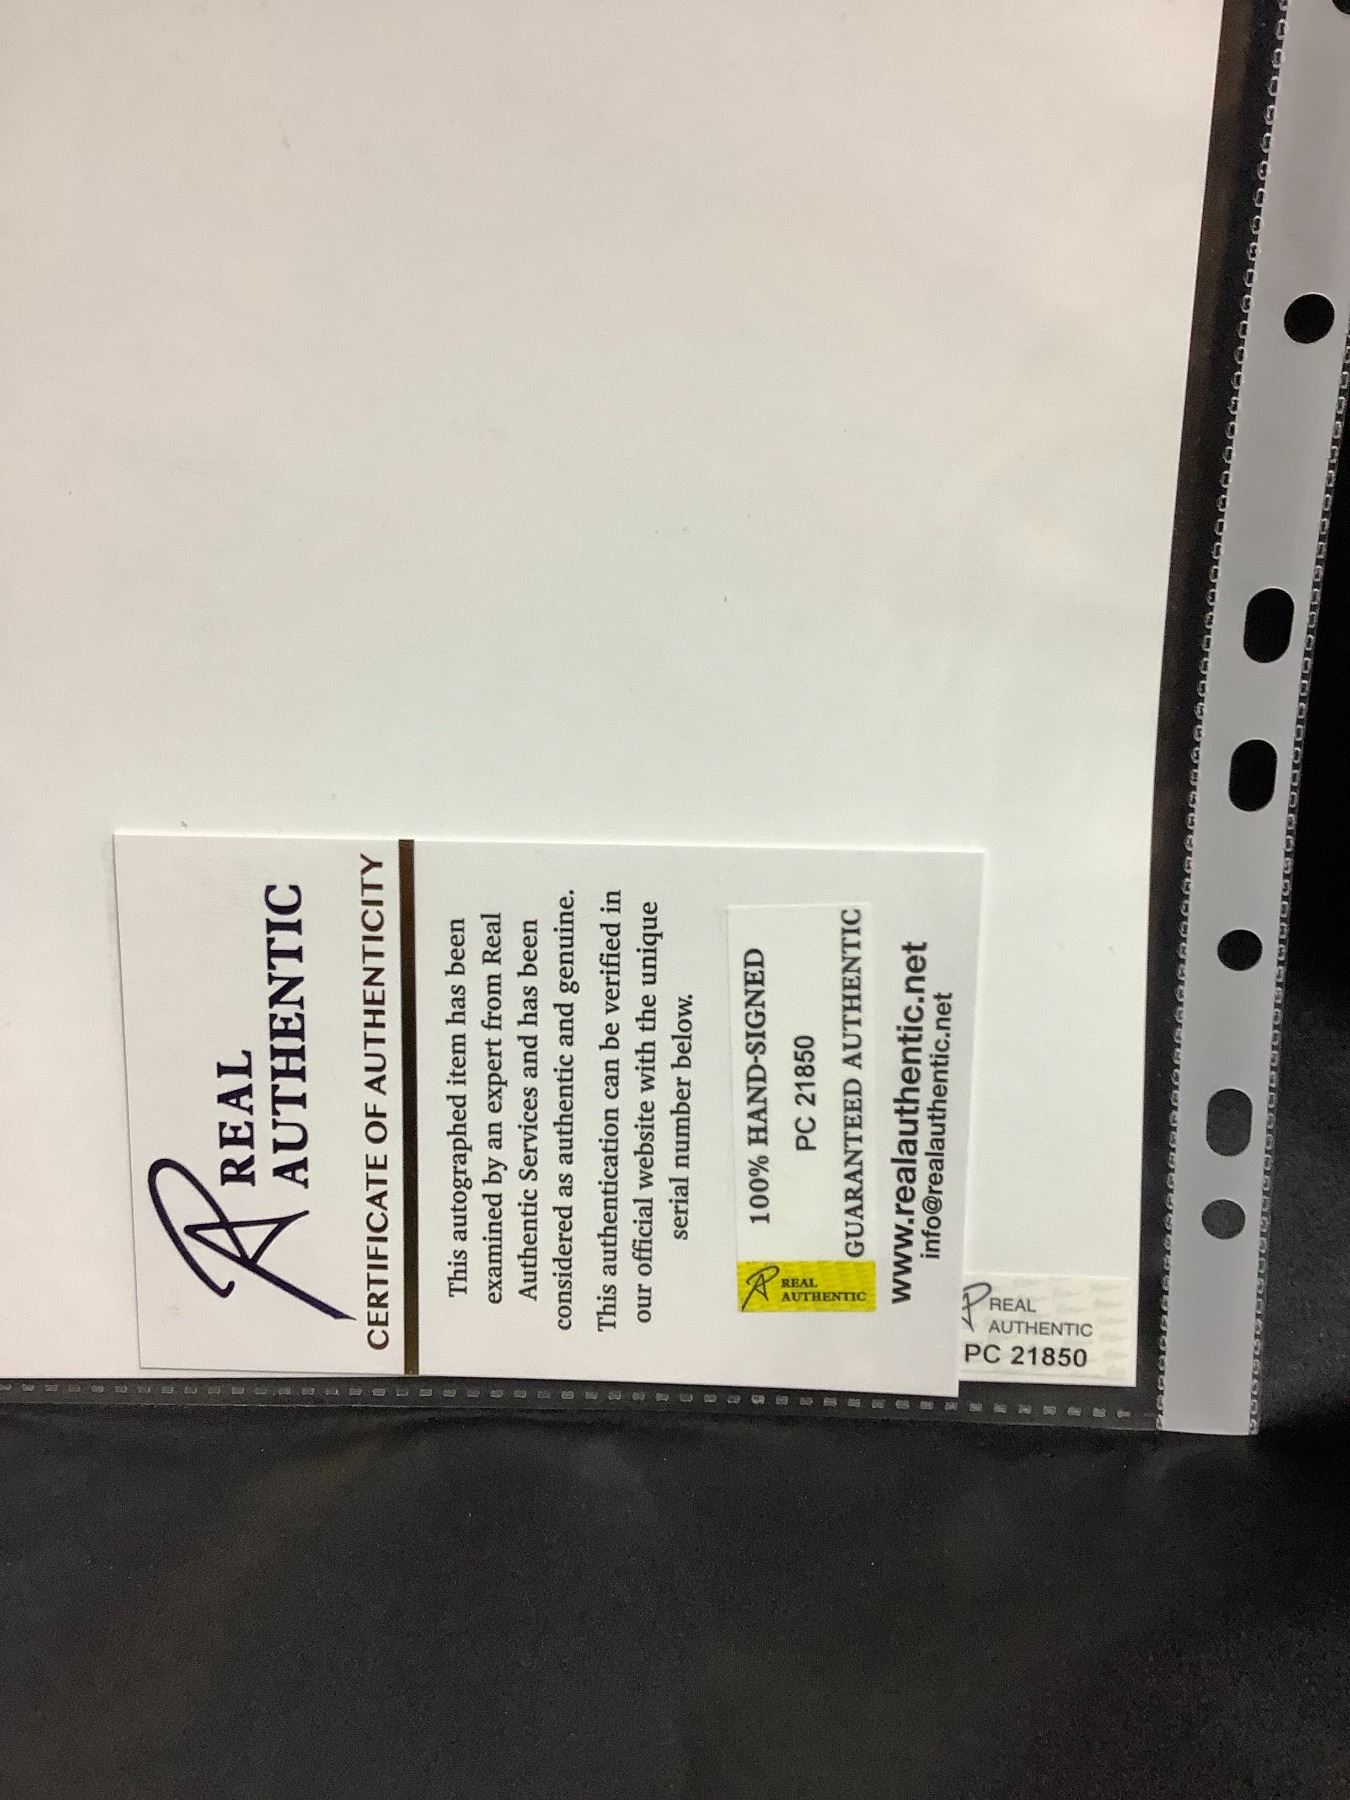 REAL
AUTHENTIC
CERTIFICATE OF AUTHENTICITY
This autographed item has been
examined by an expert from Real
Authentic Services and has been
considered as authentic and genuine.
This authentication can be verified in
our official website with the unique
serial number below.
REAL
AUTHENTIC
100% HAND-SIGNED
PC 21850
GUARANTEED AUTHENTIC
www.realauthentic.net
info@realauthentic.net
REAL
AUTHENTIC
PC 21850